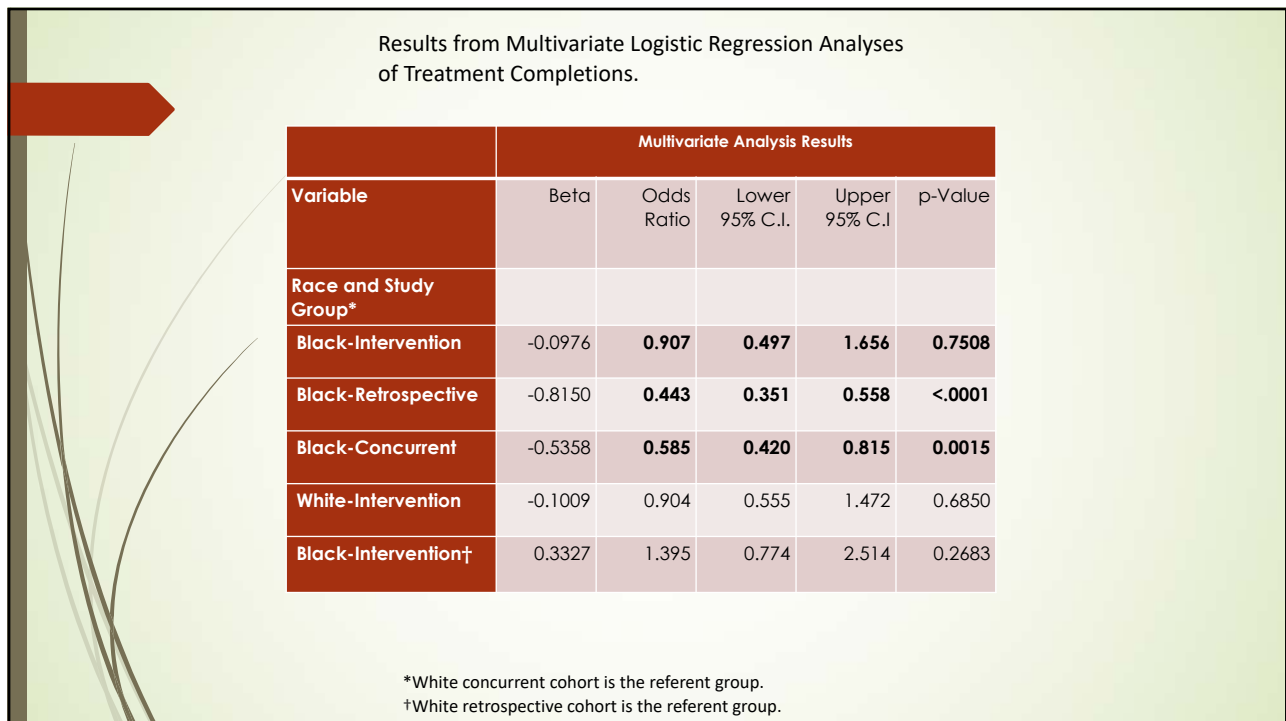 Results from Multivariate Logistic Regression Analyses
of Treatment Completions.
Multivariate Analysis Results
Variable Beta Odds Ratio Lower 95% C.I. Upper 95% C.I p-Value
Race and Study Group*
Black-Intervention -0.0976 0.907 0.497 1.656 0.7508
Black-Retrospective -0.8150 0.443 0.351 0.558 <.0001
Black-Concurrent -0.5358 0.585 0.420 0.815 0.0015
White-Intervention -0.1009 0.904 0.555 1.472 0.6850
Black-Intervention† 0.3327 1.395 0.774 2.514 0.2683
*White concurrent cohort is the referent group.
†White retrospective cohort is the referent group.